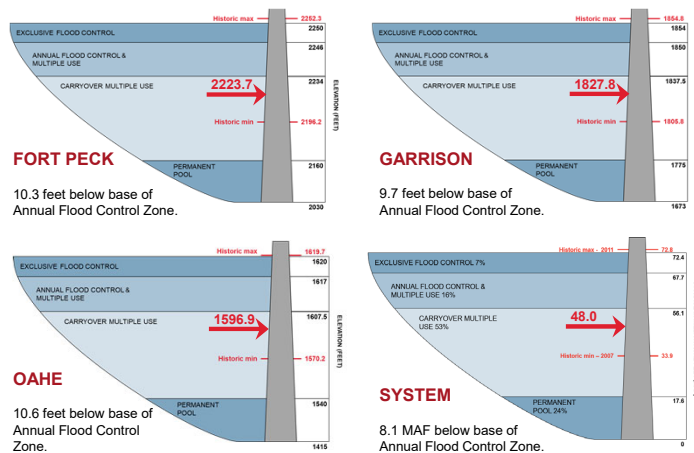 Historic max 2252.3
2250
EXCLUSIVE FLOOD CONTROL
2246
ANNUAL FLOOD CONTROL &
MULTIPLE USE
2234
CARRYOVER MULTIPLE USE
2223.7
ELEVATION (FEET)
Historic min 2196.2
FORT PECK
2160
PERMANENT
POOL
10.3 feet below base of
Annual Flood Control Zone.
2030
Historic max 1854.8
1854
EXCLUSIVE FLOOD CONTROL
1850
ANNUAL FLOOD CONTROL &
MULTIPLE USE
1837.5
CARRYOVER MULTIPLE USE
1827.8
Historic min 1805.8
GARRISON
1775
PERMANENT
POOL
9.7 feet below base of
Annual Flood Control Zone.
1673
Historic max 1619.7
1620
EXCLUSIVE FLOOD CONTROL
1617
ANNUAL FLOOD CONTROL &
MULTIPLE USE
1607.5
CARRYOVER MULTIPLE USE
1596.9
ELEVATION (FEET)
Historic min 1570.2
OAHE
1540
PERMANENT
POOL
10.6 feet below base of
Annual Flood Control
Zone.
1415
Historic max - 2011 72.8
72.4
EXCLUSIVE FLOOD CONTROL 7%
67.7
ANNUAL FLOOD CONTROL &
MULTIPLE USE 16%
56.1
CARRYOVER MULTIPLE
USE 53%
48.0
Historic min – 2007 33.9
SYSTEM
17.6
PERMANENT
POOL 24%
8.1 MAF below base of
Annual Flood Control Zone.
0